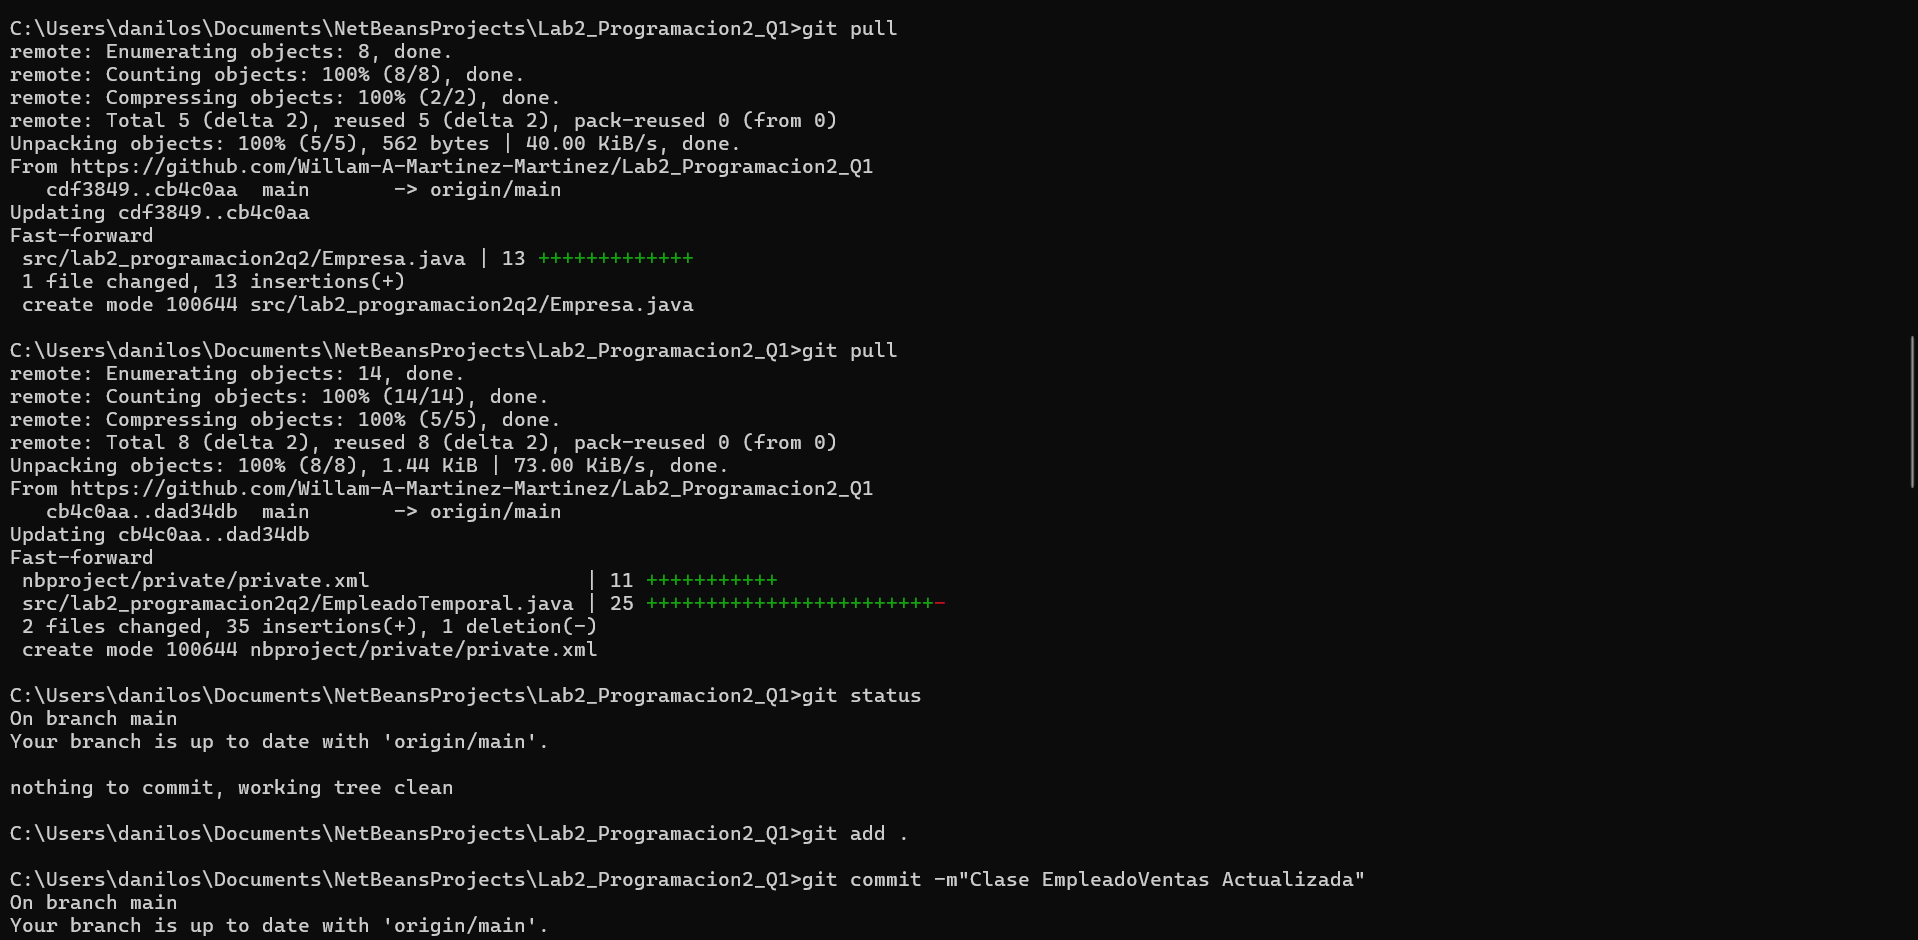 C:\Users\danilos\Documents\NetBeansProjects\Lab2_Programacion2_Q1>git pull
remote: Enumerating objects: 8, done.
remote: Counting objects: 100% (8/8), done.
remote: Compressing objects: 100% (2/2), done.
remote: Total 5 (delta 2), reused 5 (delta 2), pack-reused 0 (from 0)
Unpacking objects: 100% (5/5), 562 bytes | 40.00 KiB/s, done.
From https://github.com/Willam-A-Martinez-Martinez/Lab2_Programacion2_Q1
   cdf3849..cb4c0aa  main       -> origin/main
Updating cdf3849..cb4c0aa
Fast-forward
 src/lab2_programacion2q2/Empresa.java | 13 +++++++++++++
 1 file changed, 13 insertions(+)
 create mode 100644 src/lab2_programacion2q2/Empresa.java
C:\Users\danilos\Documents\NetBeansProjects\Lab2_Programacion2_Q1>git pull
remote: Enumerating objects: 14, done.
remote: Counting objects: 100% (14/14), done.
remote: Compressing objects: 100% (5/5), done.
remote: Total 8 (delta 2), reused 8 (delta 2), pack-reused 0 (from 0)
Unpacking objects: 100% (8/8), 1.44 KiB | 73.00 KiB/s, done.
From https://github.com/Willam-A-Martinez-Martinez/Lab2_Programacion2_Q1
   cb4c0aa..dad34db  main       -> origin/main
Updating cb4c0aa..dad34db
Fast-forward
 nbproject/private/private.xml                  | 11 +++++++++++
 src/lab2_programacion2q2/EmpleadoTemporal.java | 25 ++++++++++++++++++++++++-
 2 files changed, 35 insertions(+), 1 deletion(-)
 create mode 100644 nbproject/private/private.xml
C:\Users\danilos\Documents\NetBeansProjects\Lab2_Programacion2_Q1>git status
On branch main
Your branch is up to date with 'origin/main'.
nothing to commit, working tree clean
C:\Users\danilos\Documents\NetBeansProjects\Lab2_Programacion2_Q1>git add .
C:\Users\danilos\Documents\NetBeansProjects\Lab2_Programacion2_Q1>git commit -m"Clase EmpleadoVentas Actualizada"
On branch main
Your branch is up to date with 'origin/main'.